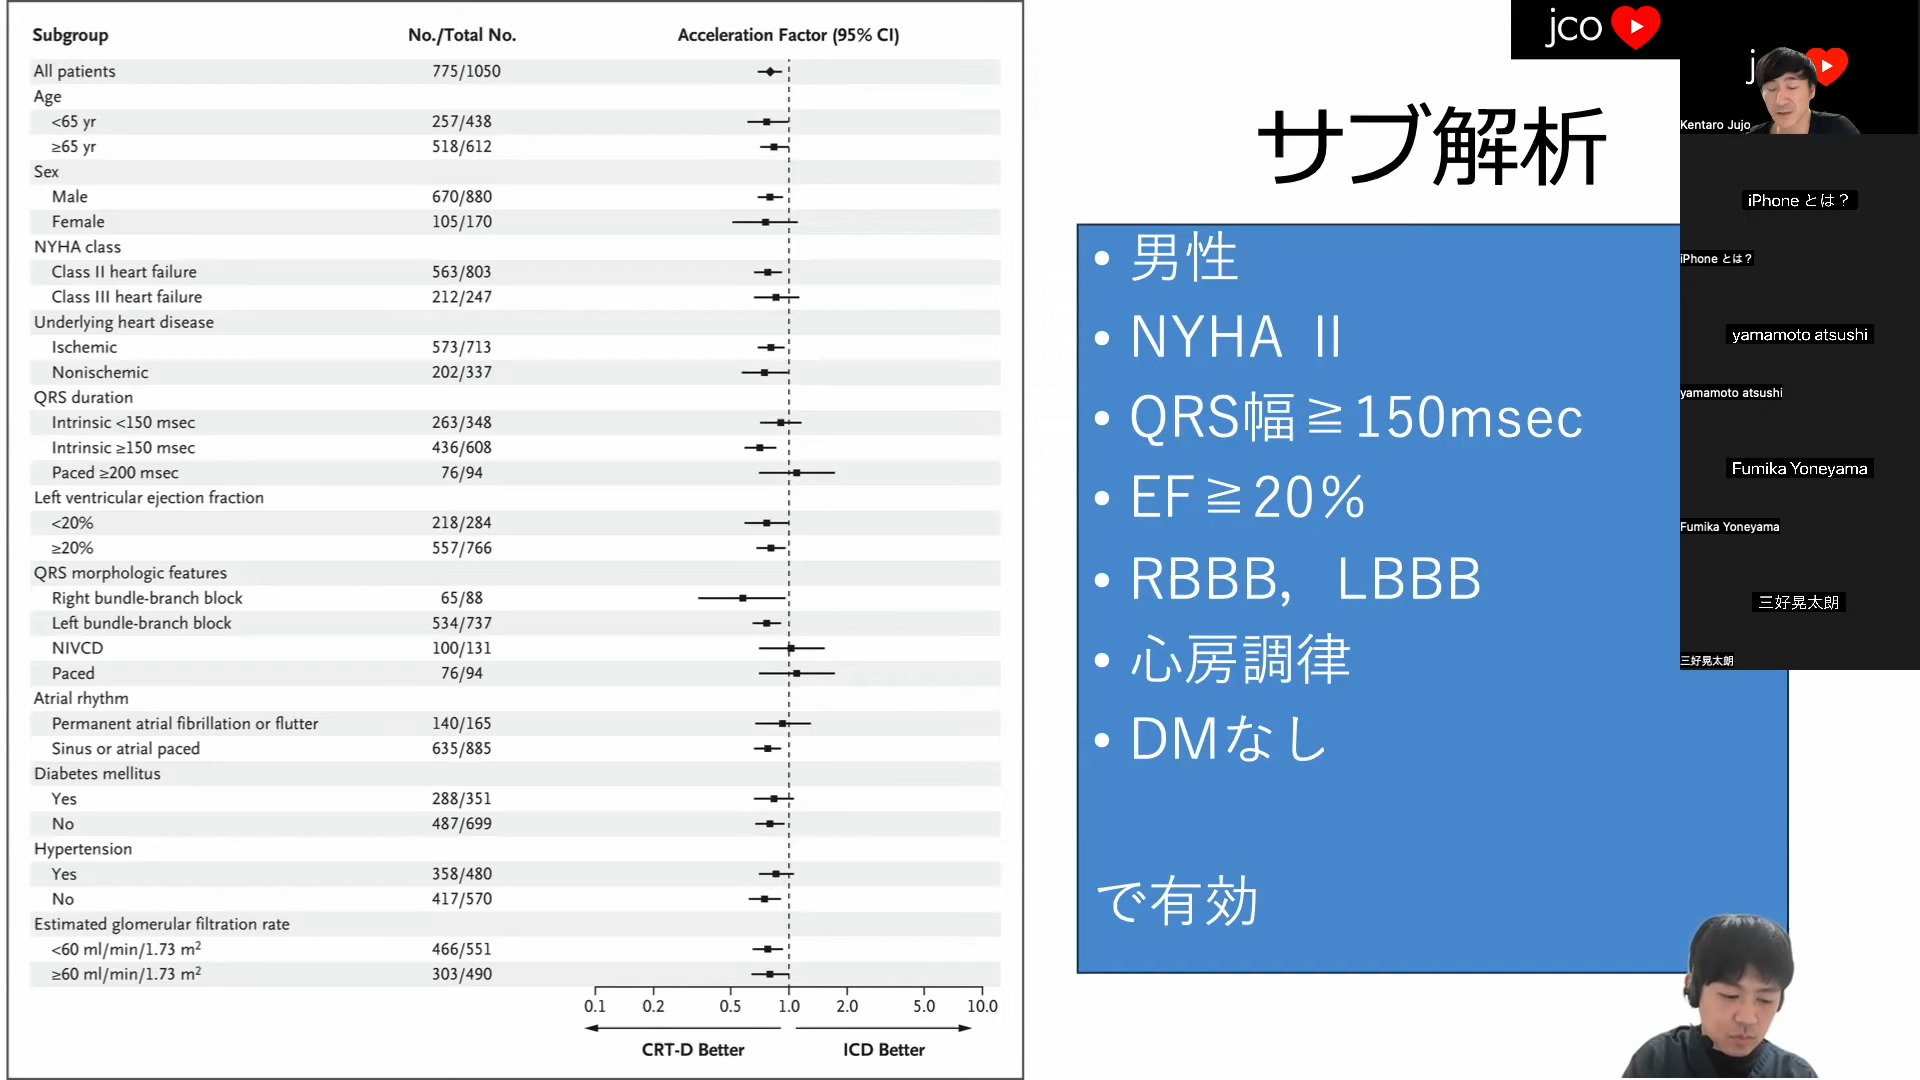 Subgroup No./Total No. Acceleration Factor (95% CI)
All patients 775/1050
Age
<65 yr 257/438
≥65 yr 518/612
Sex
Male 670/880
Female 105/170
NYHA class
Class II heart failure 563/803
Class III heart failure 212/247
Underlying heart disease
Ischemic 573/713
Nonischemic 202/337
QRS duration
Intrinsic <150 msec 263/348
Intrinsic ≥150 msec 436/608
Paced ≥200 msec 76/94
Left ventricular ejection fraction
<20% 218/284
≥20% 557/766
QRS morphologic features
Right bundle-branch block 65/88
Left bundle-branch block 534/737
NIVCD 100/131
Paced 76/94
Atrial rhythm
Permanent atrial fibrillation or flutter 140/165
Sinus or atrial paced 635/885
Diabetes mellitus
Yes 288/351
No 487/699
Hypertension
Yes 358/480
No 417/570
Estimated glomerular filtration rate
<60 ml/min/1.73 m² 466/551
≥60 ml/min/1.73 m² 303/490
0.1 0.2 0.5 1.0 2.0 5.0 10.0
CRT-D Better ICD Better
サブ解析
• 男性
• NYHA Ⅱ
• QRS幅≧150msec
• EF≧20%
• RBBB, LBBB
• 心房調律
• DMなし
で有効
jco
j
Kentaro Jujo
iPhone とは？
iPhone とは？
yamamoto atsushi
yamamoto atsushi
Fumika Yoneyama
Fumika Yoneyama
三好晃太朗
三好晃太朗